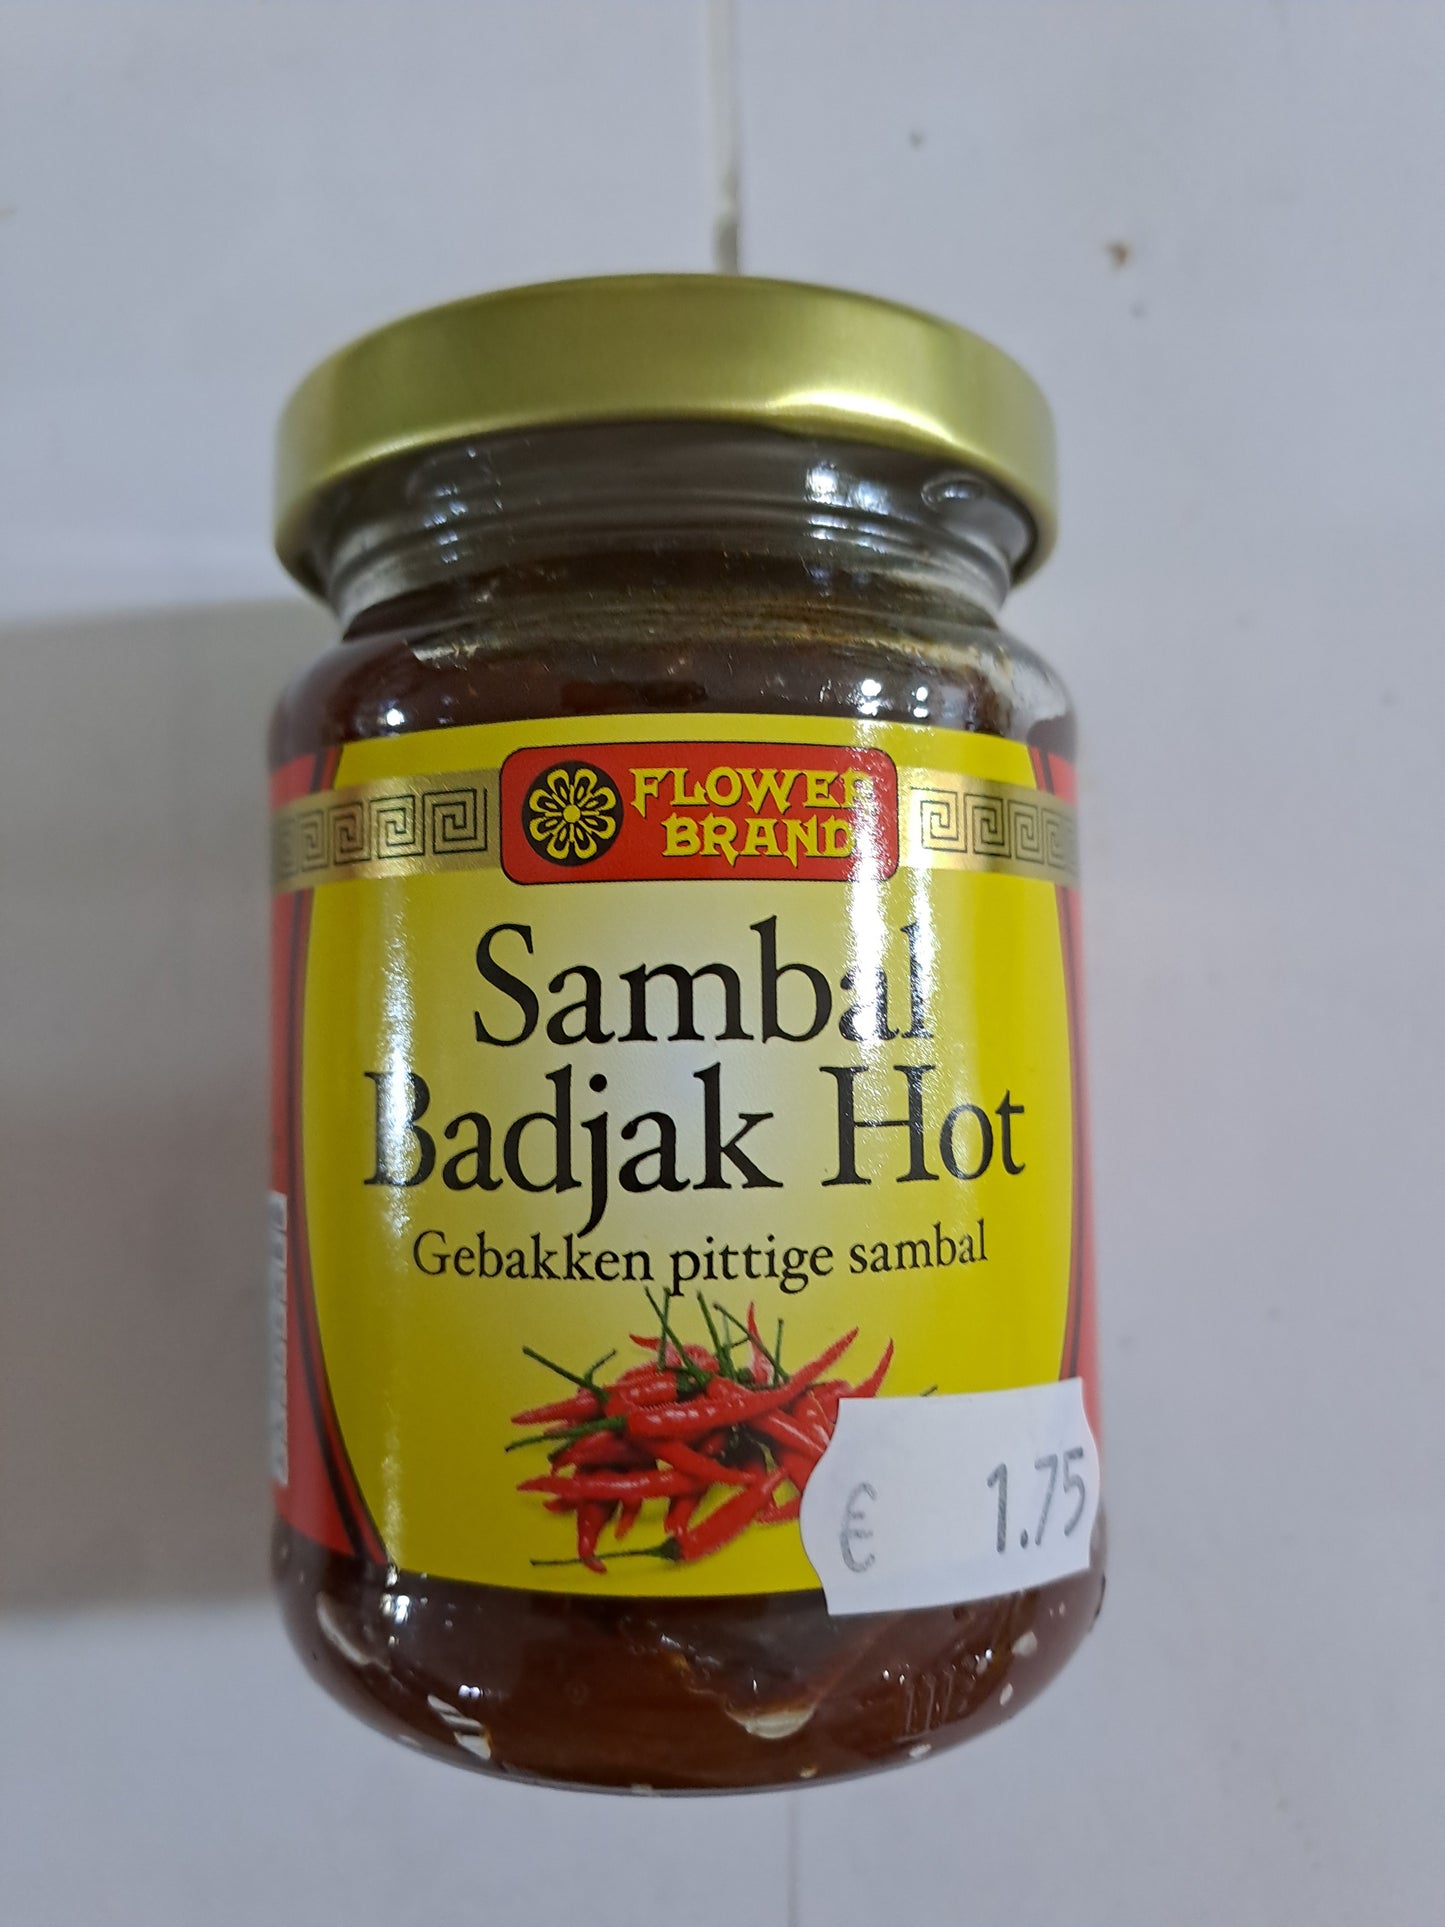 FLOWER
BRAND
Sambal
Badjak Hot
Gebakken pittige sambal
€ 1.75